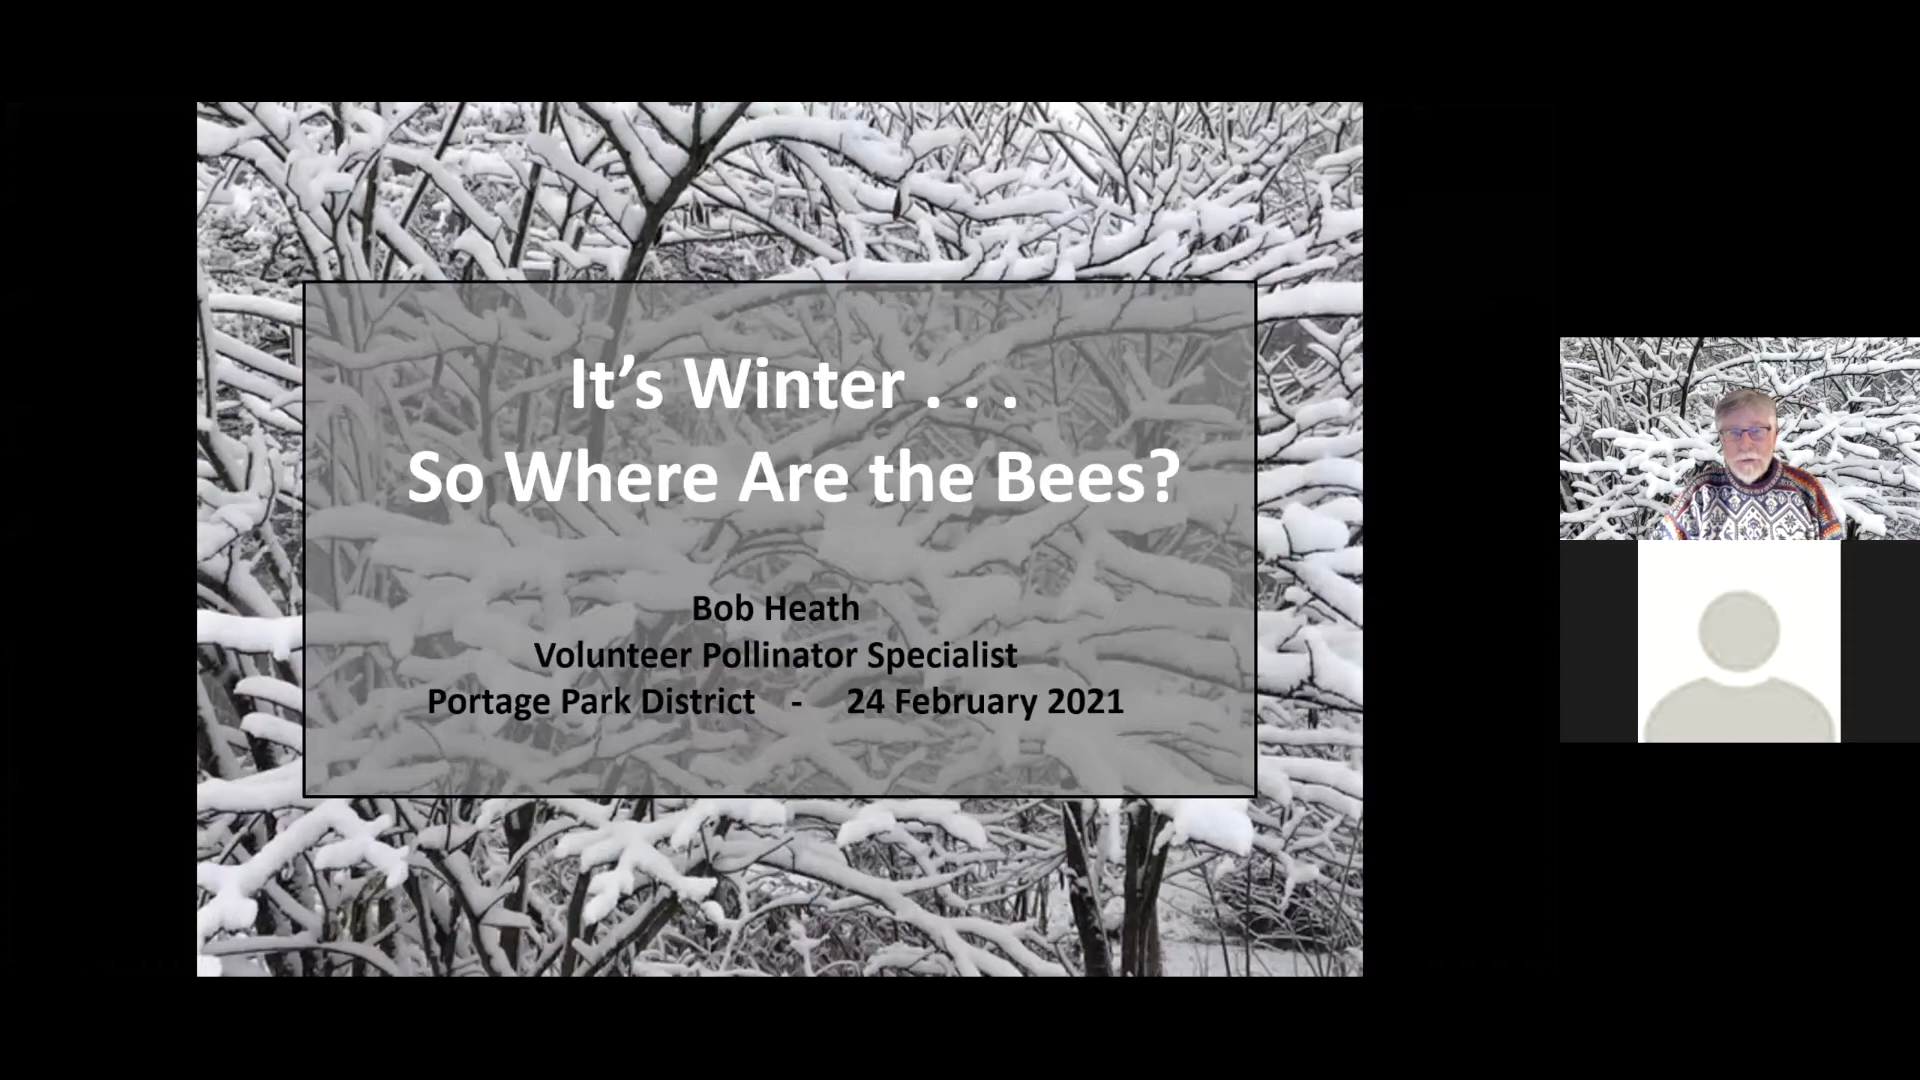 It’s Winter . . .
So Where Are the Bees?
Bob Heath
Volunteer Pollinator Specialist
Portage Park District - 24 February 2021